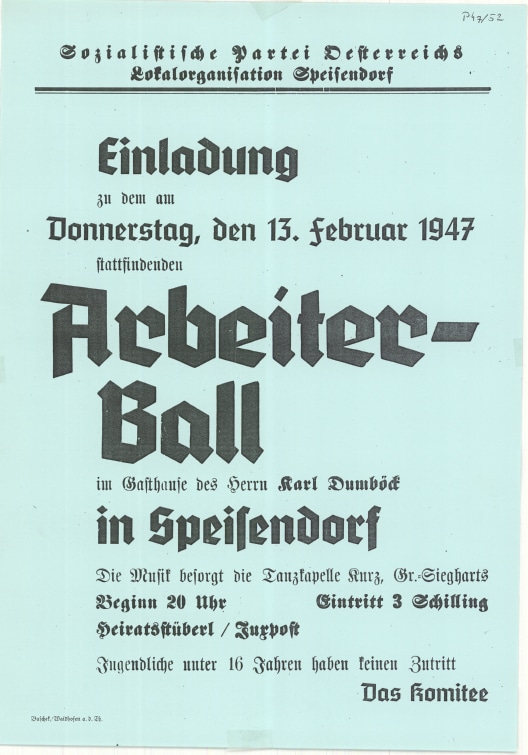 P47/52
Sozialistische Partei Oesterreichs
Lokalorganisation Speisendorf
Einladung
zu dem am
Donnerstag, den 13. Februar 1947
stattfindenden
Arbeiter-
Ball
im Gasthause des Herrn Karl Dumböck
in Speisendorf
Die Musik besorgt die Tanzkapelle Kurz, Gr.-Siegharts
Beginn 20 Uhr Eintritt 3 Schilling
Heiratsstüberl / Juxpost
Jugendliche unter 16 Jahren haben keinen Zutritt
Das Komitee
Buschek/Waidhofen a. d. Th.